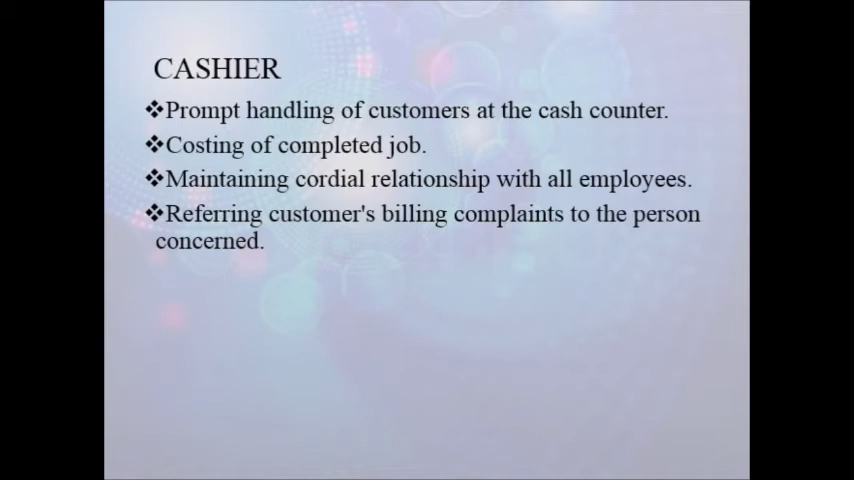 CASHIER
❖Prompt handling of customers at the cash counter.
❖Costing of completed job.
❖Maintaining cordial relationship with all employees.
❖Referring customer's billing complaints to the person
concerned.